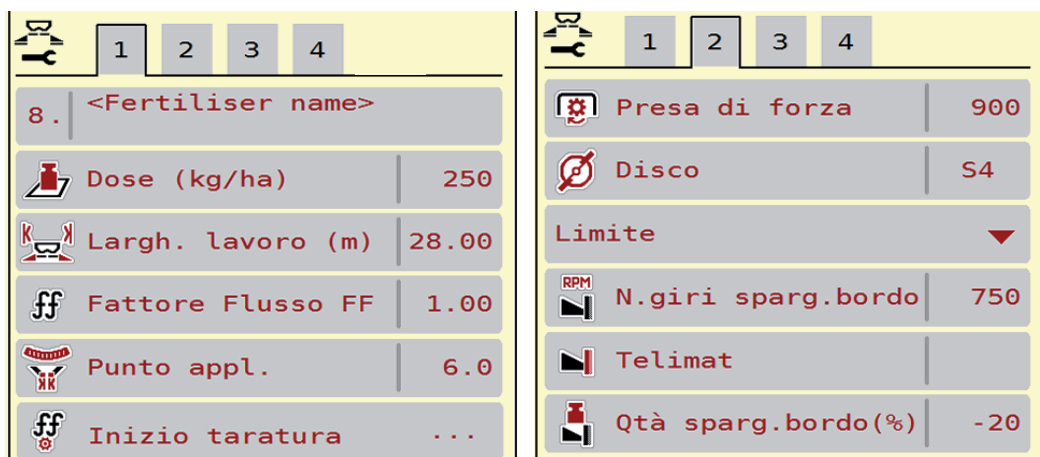 1 2 3 4
8. <Fertiliser name>
Dose (kg/ha) 250
Largh. lavoro (m) 28.00
Fattore Flusso FF 1.00
Punto appl. 6.0
Inizio taratura ...
1 2 3 4
Presa di forza 900
Disco S4
Limite
RPM
N.giri sparg.bordo 750
Telimat
Qtà sparg.bordo(%) -20